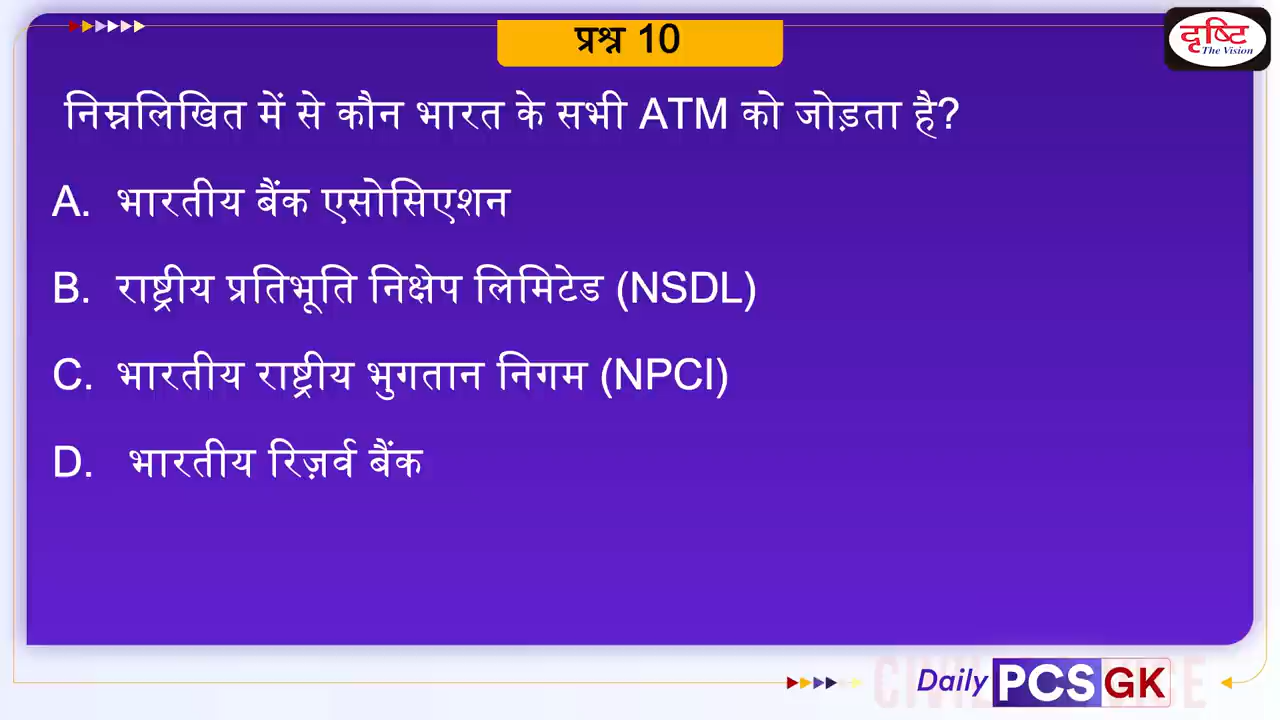 प्रश्न 10
दृष्टि
The Vision
निम्नलिखित में से कौन भारत के सभी ATM को जोड़ता है?
A. भारतीय बैंक एसोसिएशन
B. राष्ट्रीय प्रतिभूति निक्षेप लिमिटेड (NSDL)
C. भारतीय राष्ट्रीय भुगतान निगम (NPCI)
D. भारतीय रिज़र्व बैंक
Daily PCS GK